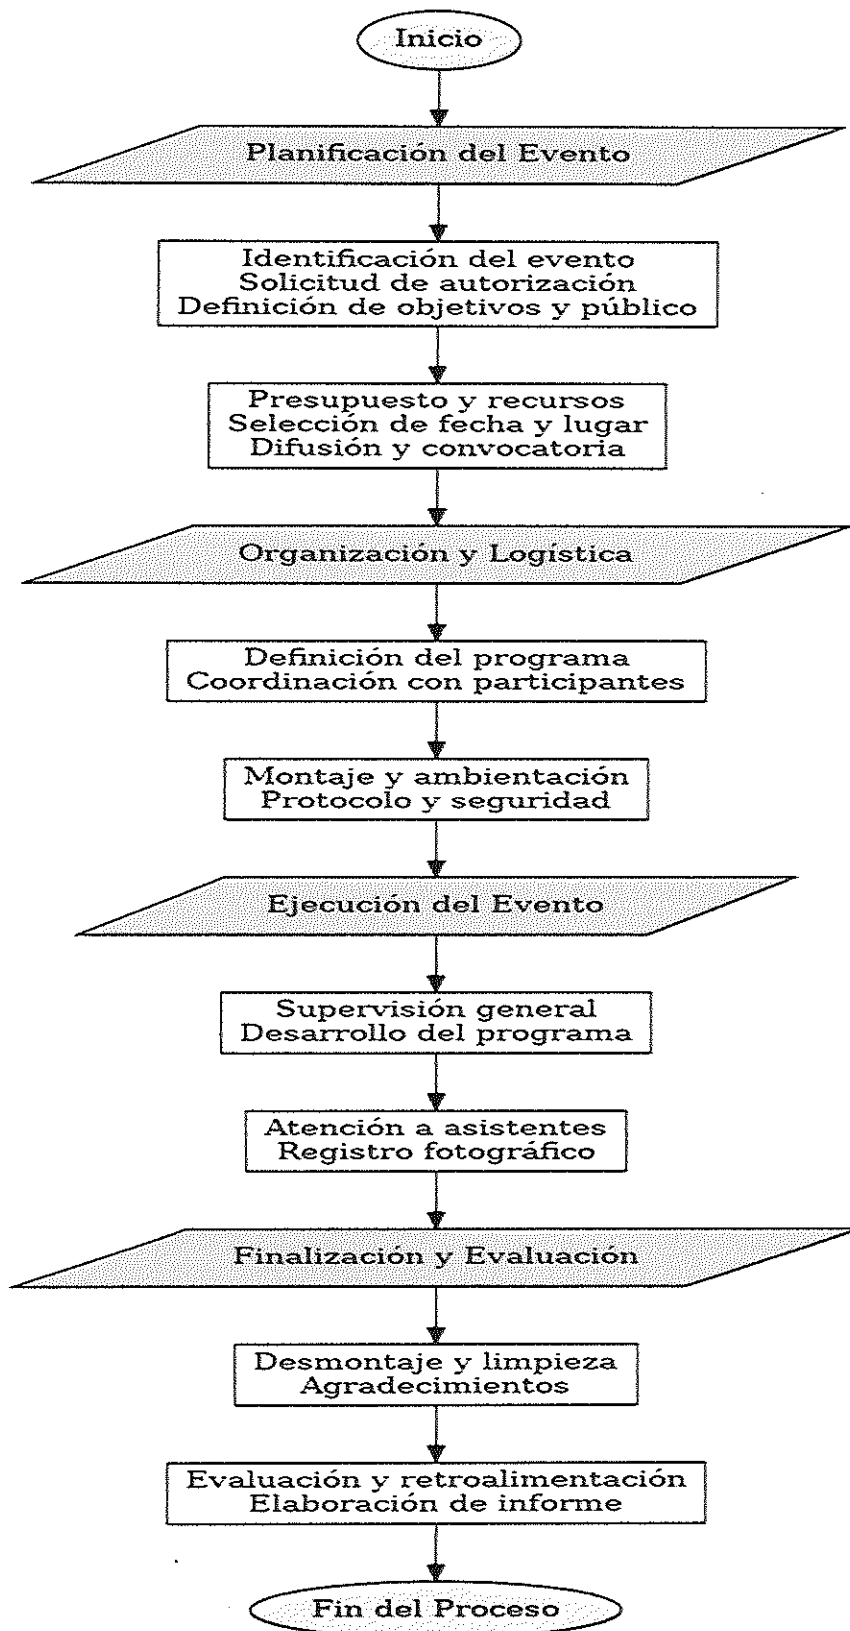 Inicio
Planificación del Evento
Identificación del evento
Solicitud de autorización
Definición de objetivos y público
Presupuesto y recursos
Selección de fecha y lugar
Difusión y convocatoria
Organización y Logística
Definición del programa
Coordinación con participantes
Montaje y ambientación
Protocolo y seguridad
Ejecución del Evento
Supervisión general
Desarrollo del programa
Atención a asistentes
Registro fotográfico
Finalización y Evaluación
Desmontaje y limpieza
Agradecimientos
Evaluación y retroalimentación
Elaboración de informe
Fin del Proceso